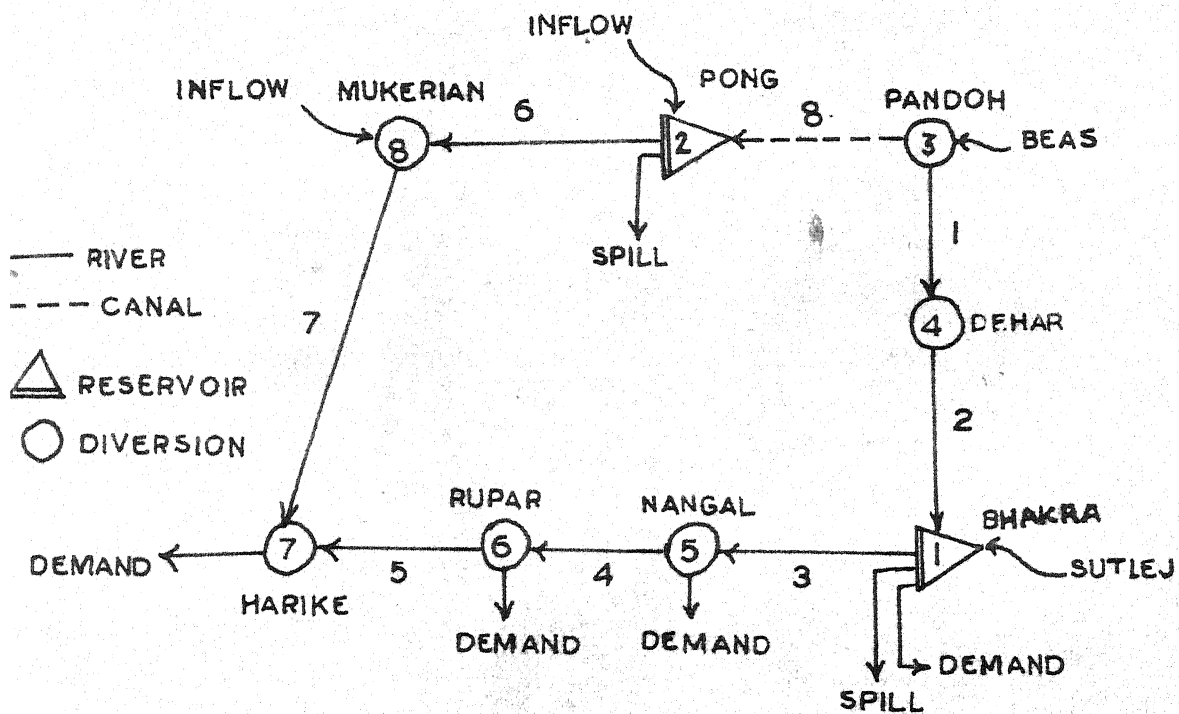 INFLOW
INFLOW
MUKERIAN
6
PONG
8
PANDOH
8
2
3
BEAS
SPILL
1
RIVER
CANAL
7
4
DEHAR
RESERVOIR
DIVERSION
2
RUPAR
NANGAL
BHAKRA
DEMAND
7
5
6
4
5
3
1
SUTLEJ
HARIKE
DEMAND
DEMAND
DEMAND
SPILL